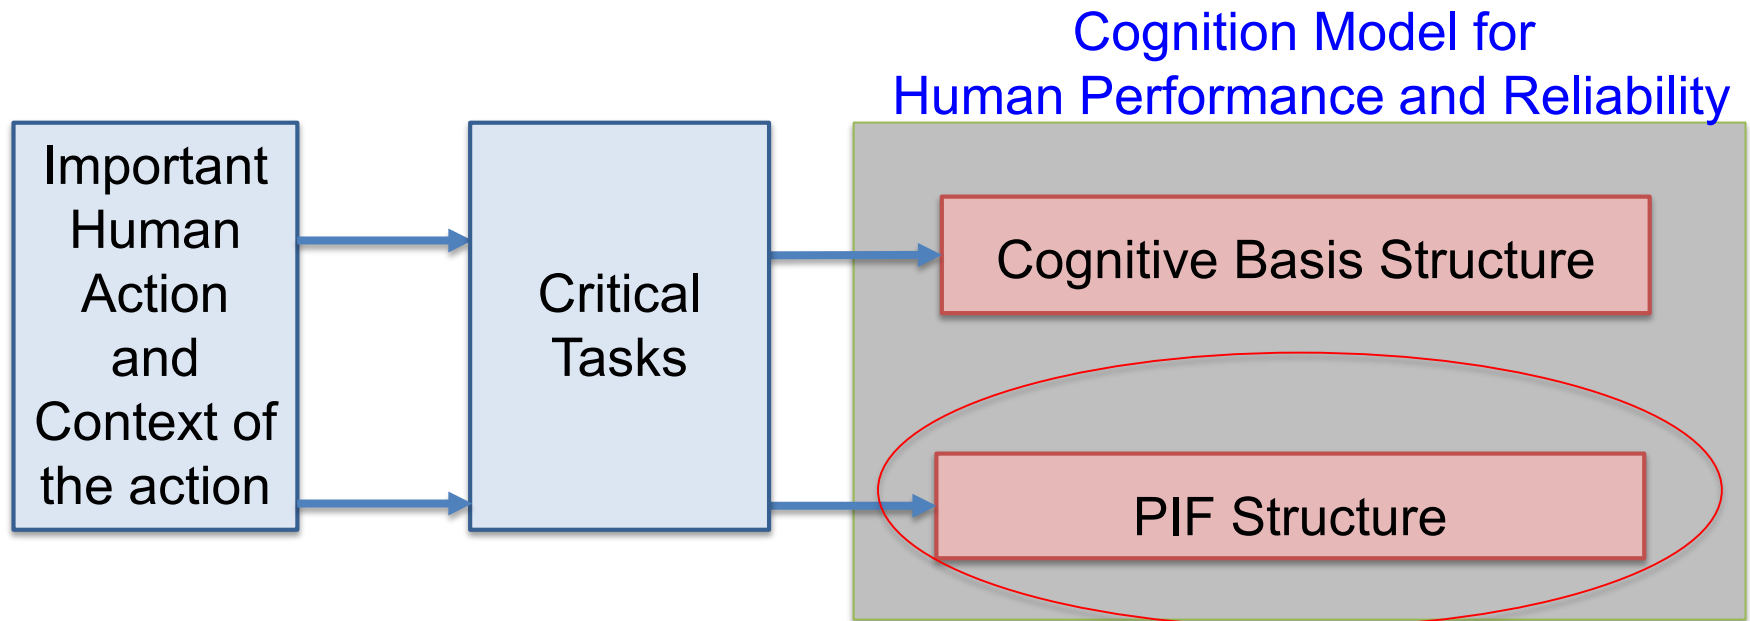 Cognition Model for
Human Performance and Reliability
Important
Human
Action
and
Context of
the action
Critical
Tasks
Cognitive Basis Structure
PIF Structure